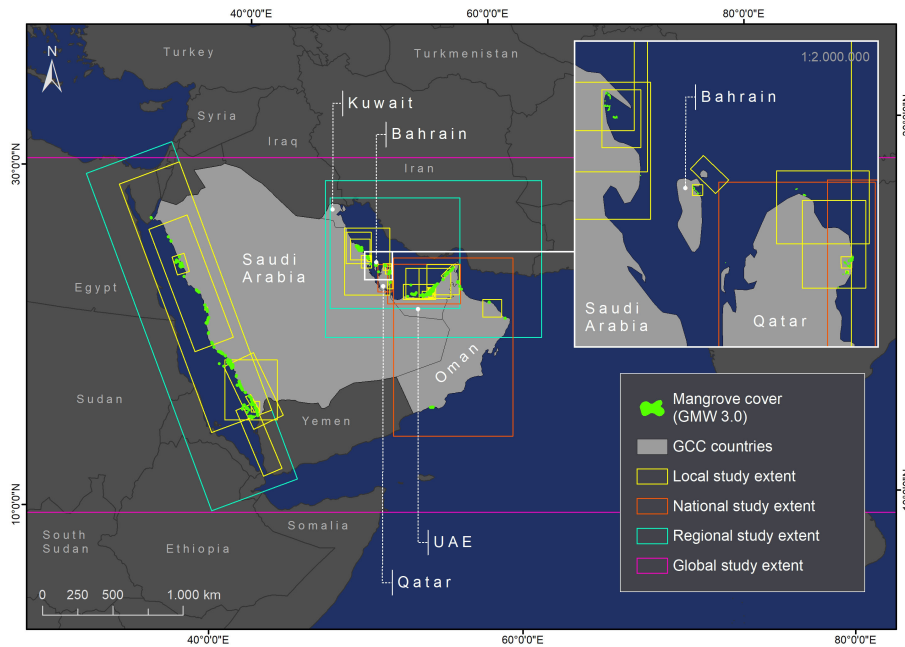 40°0'0"E
60°0'0"E
80°0'0"E
N
Turkey
Turkmenistan
1:2.000.000
Kuwait
Bahrain
Bahrain
Syria
Iraq
Iran
30°0'0"N
Saudi
Arabia
Egypt
Saudi
Arabia
Qatar
Oman
Sudan
Yemen
Mangrove cover
(GMW 3.0)
GCC countries
Local study extent
National study extent
Regional study extent
Global study extent
10°0'0"N
South
Sudan
Ethiopia
Somalia
UAE
Qatar
0 250 500 1.000 km
40°0'0"E
60°0'0"E
80°0'0"E